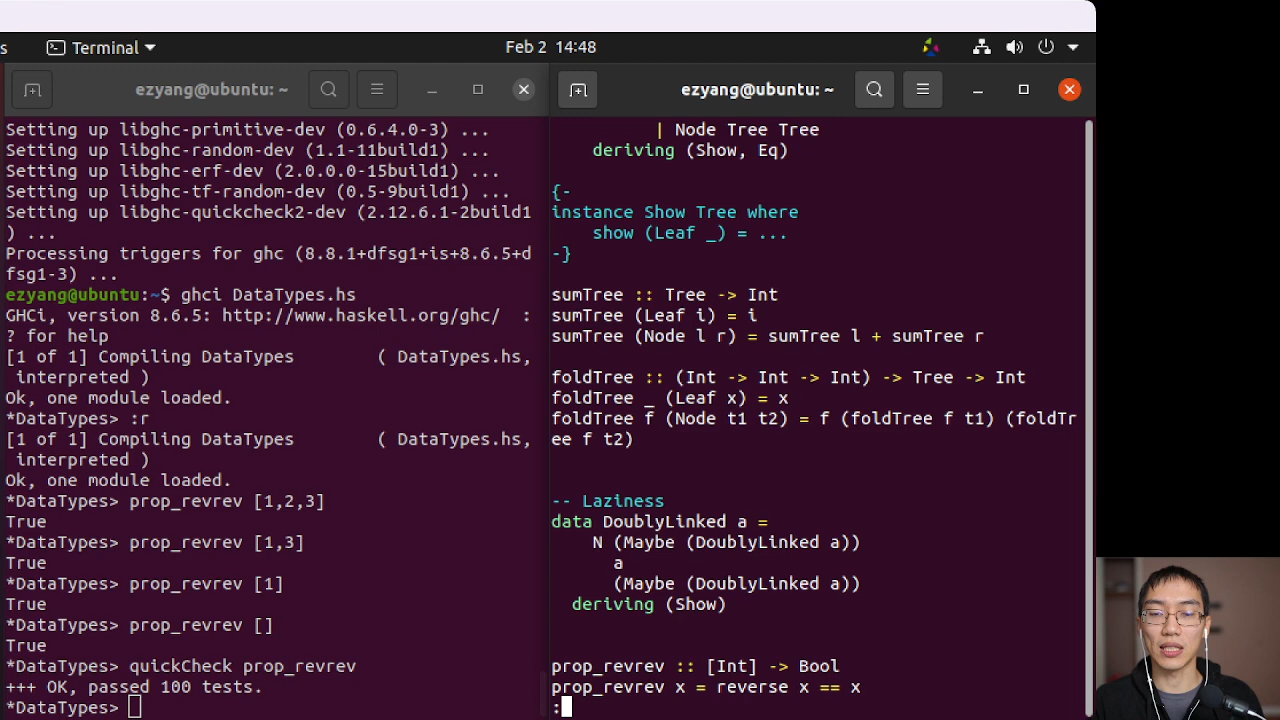 s
Terminal
Feb 2 14:48
ezyang@ubuntu: ~
Setting up libghc-primitive-dev (0.6.4.0-3) ...
Setting up libghc-random-dev (1.1-11build1) ...
Setting up libghc-erf-dev (2.0.0.0-15build1) ...
Setting up libghc-tf-random-dev (0.5-9build1) ...
Setting up libghc-quickcheck2-dev (2.12.6.1-2build1
) ...
Processing triggers for ghc (8.8.1+dfsg1+is+8.6.5+d
fsg1-3) ...
ezyang@ubuntu:~$ ghci DataTypes.hs
GHCi, version 8.6.5: http://www.haskell.org/ghc/  :
? for help
[1 of 1] Compiling DataTypes        ( DataTypes.hs,
 interpreted )
Ok, one module loaded.
*DataTypes> :r
[1 of 1] Compiling DataTypes        ( DataTypes.hs,
 interpreted )
Ok, one module loaded.
*DataTypes> prop_revrev [1,2,3]
True
*DataTypes> prop_revrev [1,3]
True
*DataTypes> prop_revrev [1]
True
*DataTypes> prop_revrev []
True
*DataTypes> quickCheck prop_revrev
+++ OK, passed 100 tests.
*DataTypes>
ezyang@ubuntu: ~
          | Node Tree Tree
    deriving (Show, Eq)
{-
instance Show Tree where
    show (Leaf _) = ...
-}
sumTree :: Tree -> Int
sumTree (Leaf i) = i
sumTree (Node l r) = sumTree l + sumTree r
foldTree :: (Int -> Int -> Int) -> Tree -> Int
foldTree _ (Leaf x) = x
foldTree f (Node t1 t2) = f (foldTree f t1) (foldTr
ee f t2)
-- Laziness
data DoublyLinked a =
    N (Maybe (DoublyLinked a))
      a
      (Maybe (DoublyLinked a))
  deriving (Show)
prop_revrev :: [Int] -> Bool
prop_revrev x = reverse x == x
: